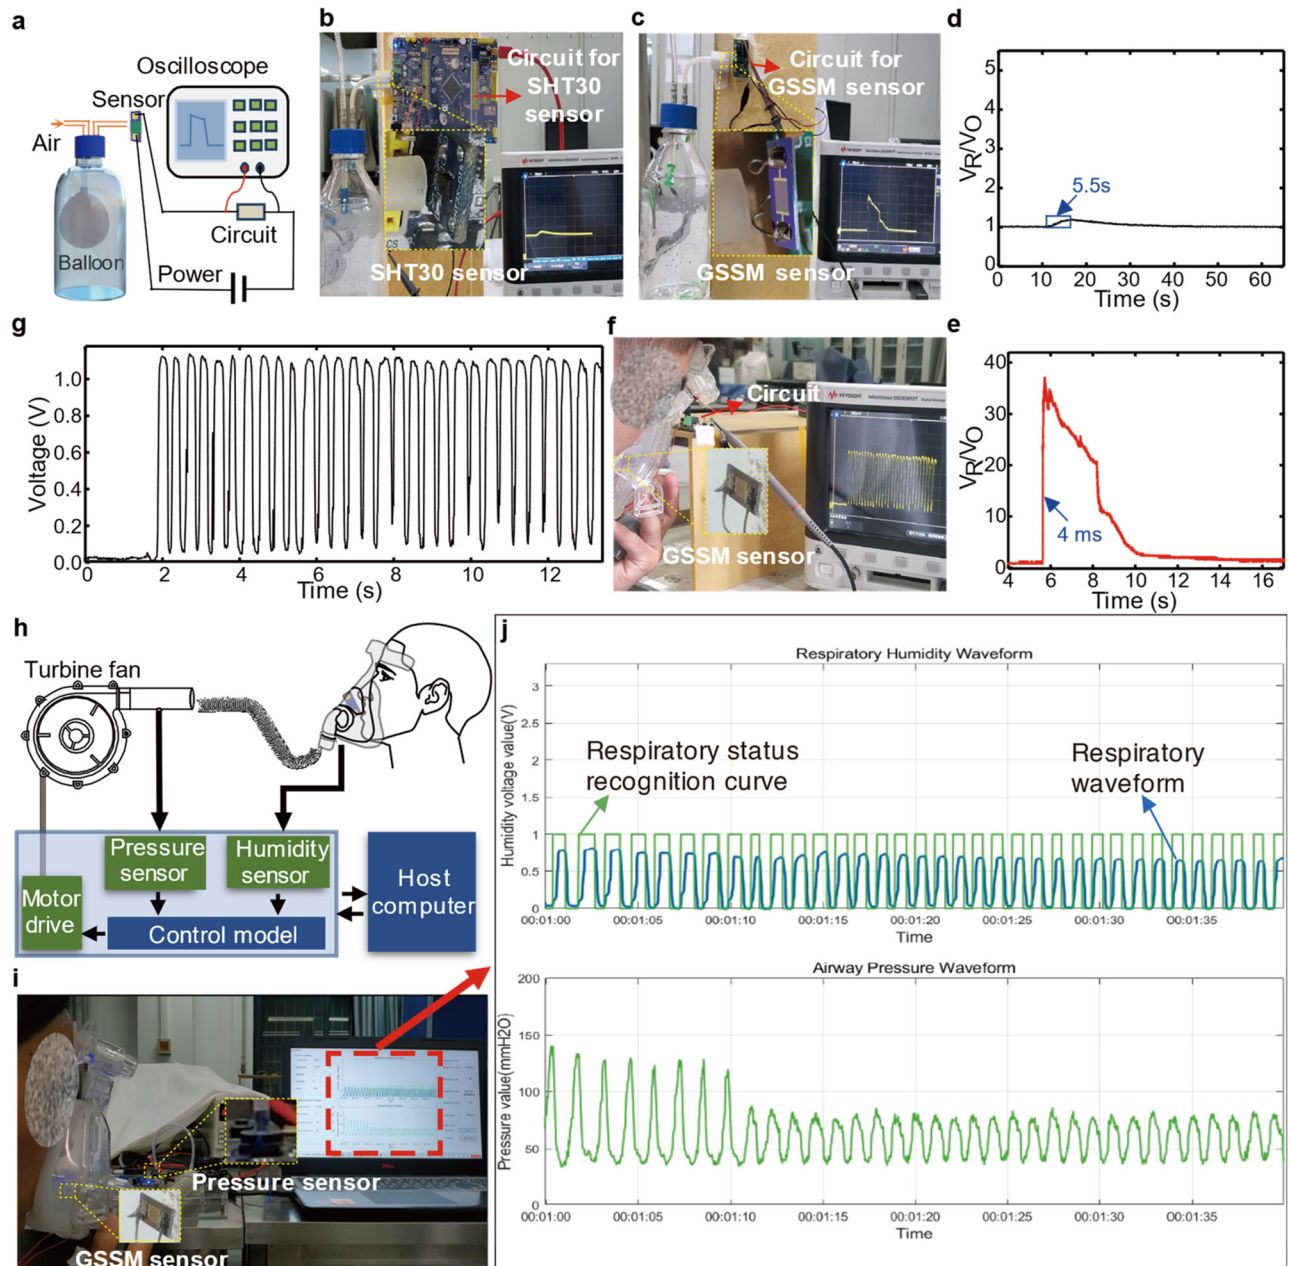 a
Oscilloscope
Sensor
Air
Circuit
Balloon
Power
b
Circuit for
SHT30
sensor
KEYSIGHT
SHT30 sensor
c
Circuit for
GSSM sensor
KEYSIGHT
GSSM sensor
d
V_R/V_O
5
4
3
2
1
0
5.5s
0 10 20 30 40 50 60
Time (s)
g
Voltage (V)
1.0
0.8
0.6
0.4
0.2
0.0
0 2 4 6 8 10 12
Time (s)
f
Circuit
KEYSIGHT
GSSM sensor
e
V_R/V_O
40
30
20
10
0
4 ms
4 6 8 10 12 14 16
Time (s)
h
Turbine fan
Pressure
sensor
Humidity
sensor
Motor
drive
Control model
Host
computer
i
Pressure sensor
DELL
GSSM sensor
j
Respiratory Humidity Waveform
Humidity voltage value(V)
3
2.5
2
1.5
1
0.5
0
Respiratory status
recognition curve
Respiratory
waveform
00:01:00 00:01:05 00:01:10 00:01:15 00:01:20 00:01:25 00:01:30 00:01:35
Time
Airway Pressure Waveform
Pressure value(mmH2O)
200
150
100
50
0
00:01:00 00:01:05 00:01:10 00:01:15 00:01:20 00:01:25 00:01:30 00:01:35
Time